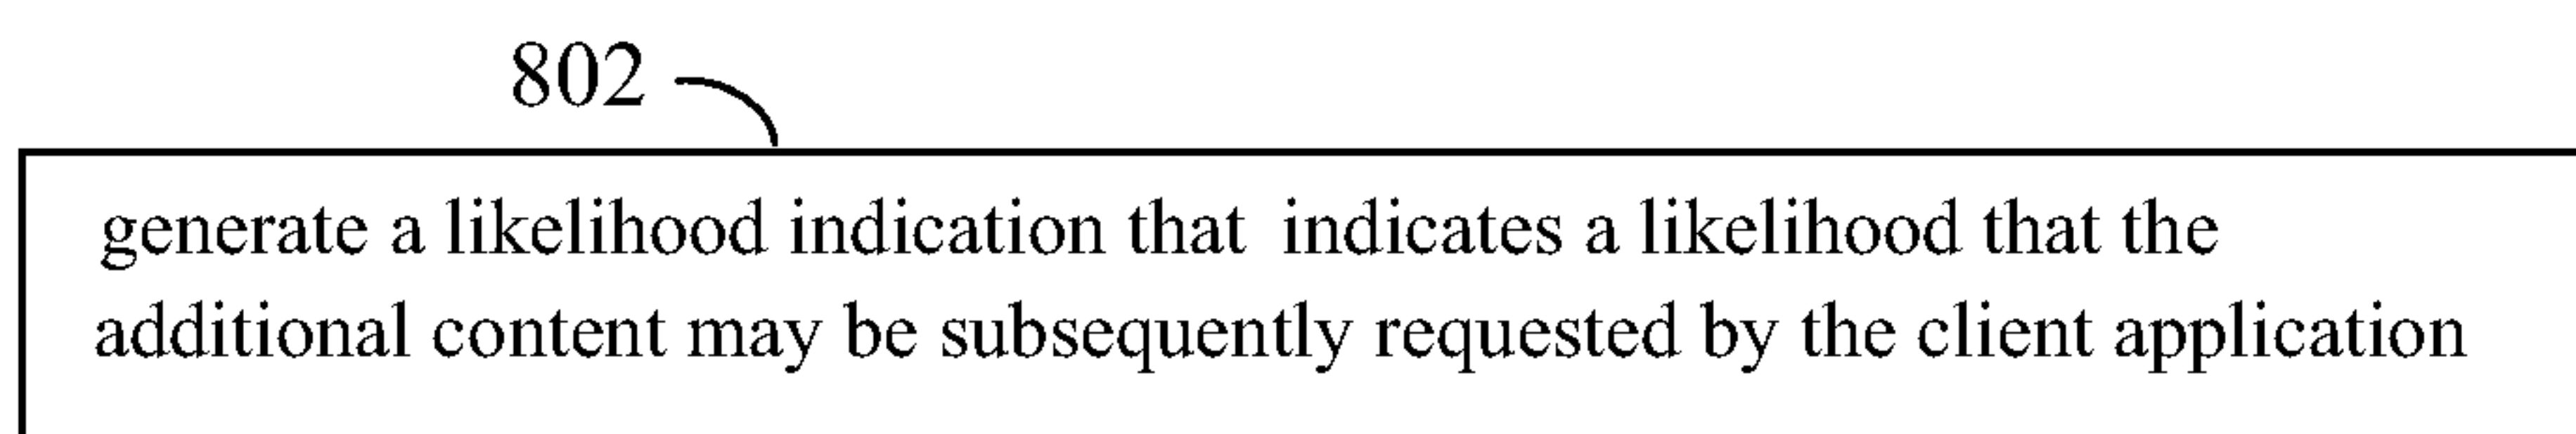 802
generate a likelihood indication that indicates a likelihood that the
additional content may be subsequently requested by the client application